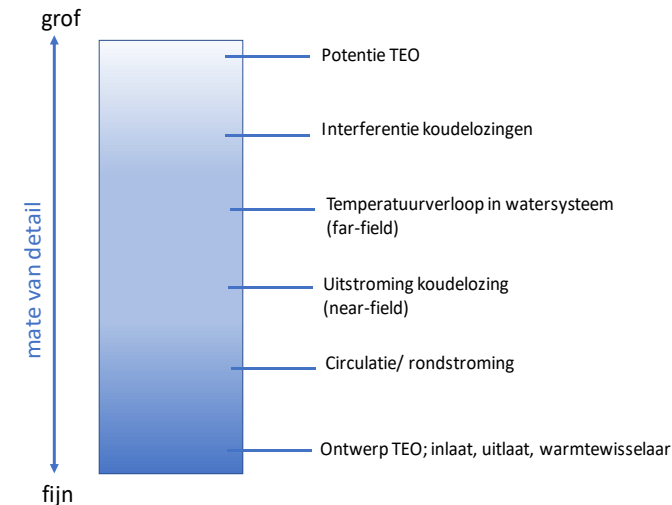 grof
Potentie TEO
Interferentie koudelozingen
Temperatuurverloop in watersysteem
(far-field)
mate van detail
Uitstroming koudelozing
(near-field)
Circulatie/ rondstroming
Ontwerp TEO; inlaat, uitlaat, warmtewisselaar
fijn